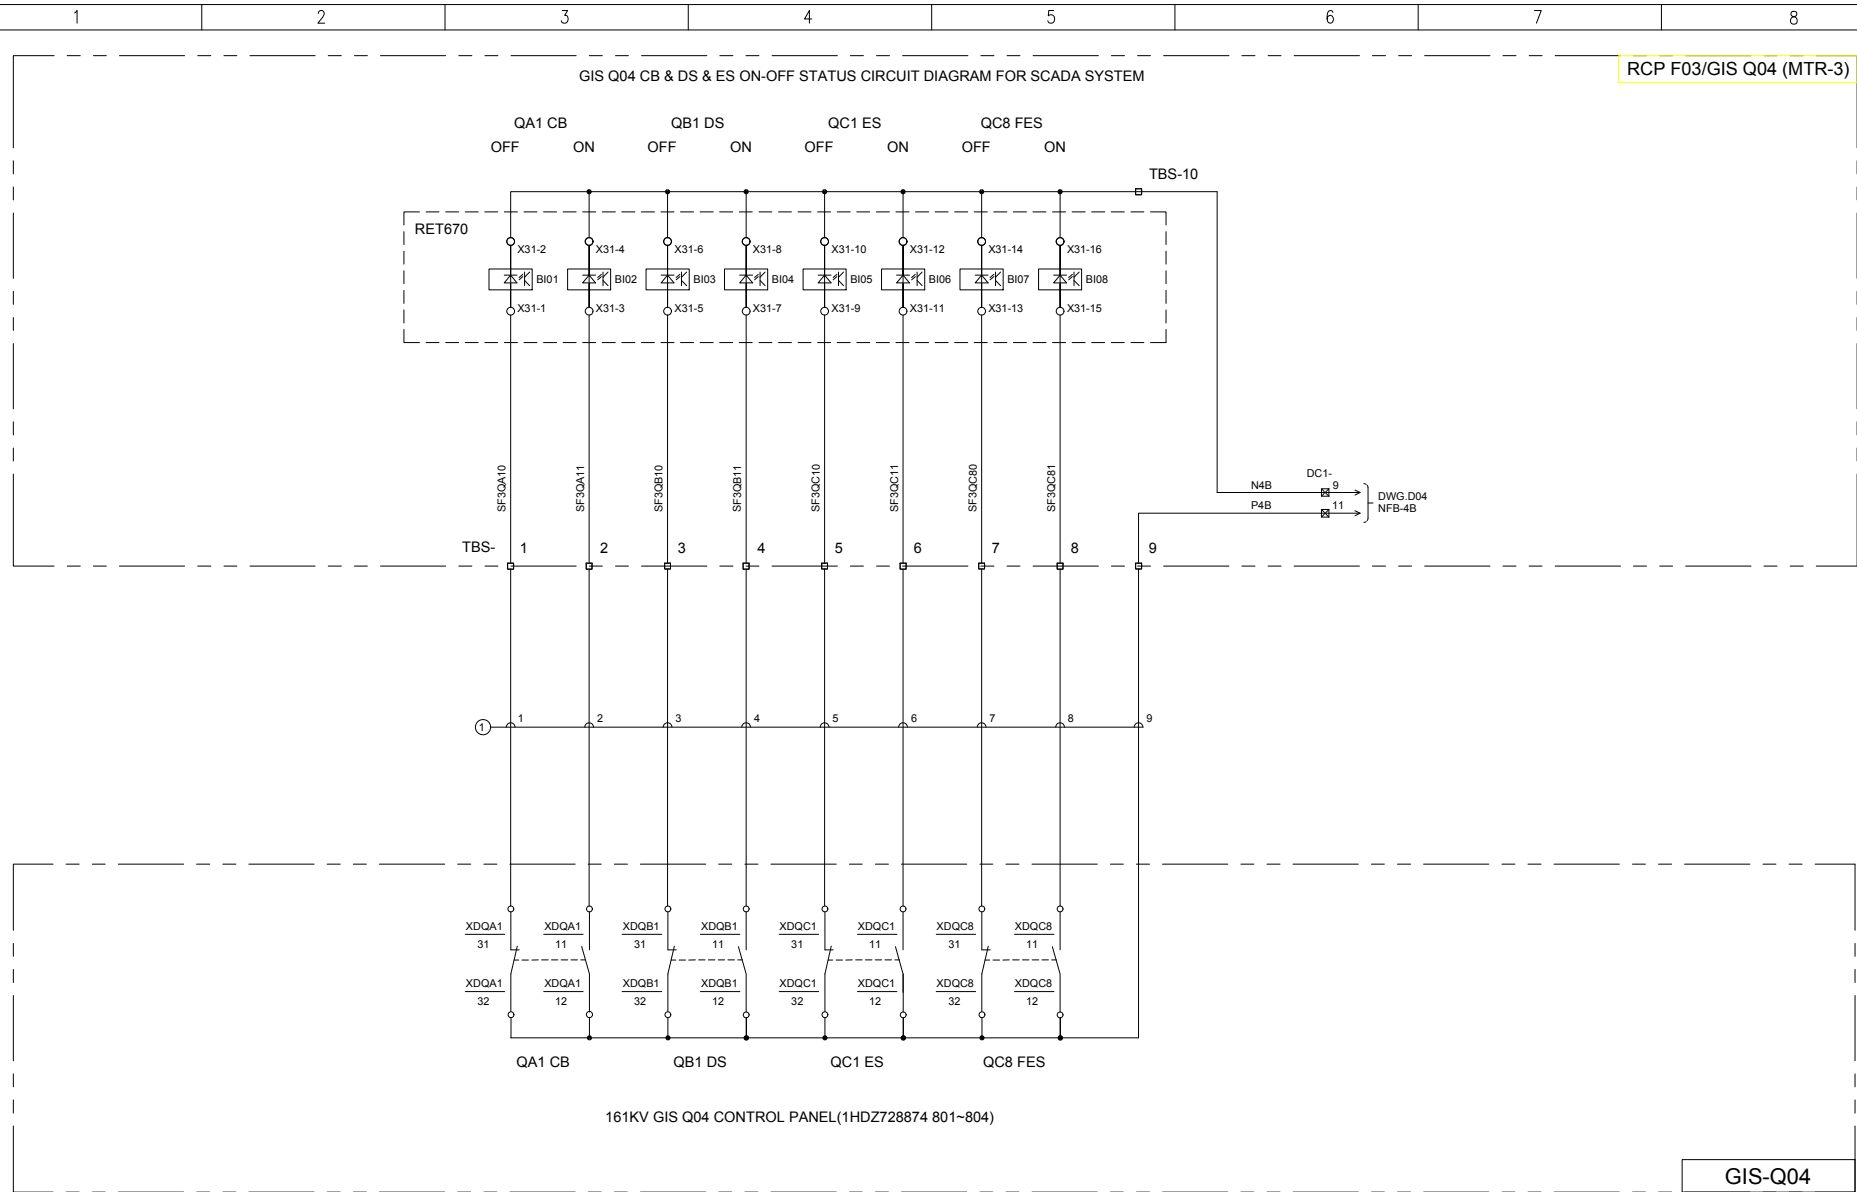 1 2 3 4 5 6 7 8
GIS Q04 CB & DS & ES ON-OFF STATUS CIRCUIT DIAGRAM FOR SCADA SYSTEM
RCP F03/GIS Q04 (MTR-3)
QA1 CB QB1 DS QC1 ES QC8 FES
OFF ON OFF ON OFF ON OFF ON
TBS-10
RET670
X31-2 X31-4 X31-6 X31-8 X31-10 X31-12 X31-14 X31-16
BI01 BI02 BI03 BI04 BI05 BI06 BI07 BI08
X31-1 X31-3 X31-5 X31-7 X31-9 X31-11 X31-13 X31-15
SF3QA10 SF3QA11 SF3QB10 SF3QB11 SF3QC10 SF3QC11 SF3QC80 SF3QC81
DC1-
N4B 9
P4B 11
DWG.D04
NFB-4B
TBS- 1 2 3 4 5 6 7 8 9
1 1 2 3 4 5 6 7 8 9
XDQA1 XDQA1 XDQB1 XDQB1 XDQC1 XDQC1 XDQC8 XDQC8
31 11 31 11 31 11 31 11
XDQA1 XDQA1 XDQB1 XDQB1 XDQC1 XDQC1 XDQC8 XDQC8
32 12 32 12 32 12 32 12
QA1 CB QB1 DS QC1 ES QC8 FES
161KV GIS Q04 CONTROL PANEL(1HDZ728874 801~804)
GIS-Q04